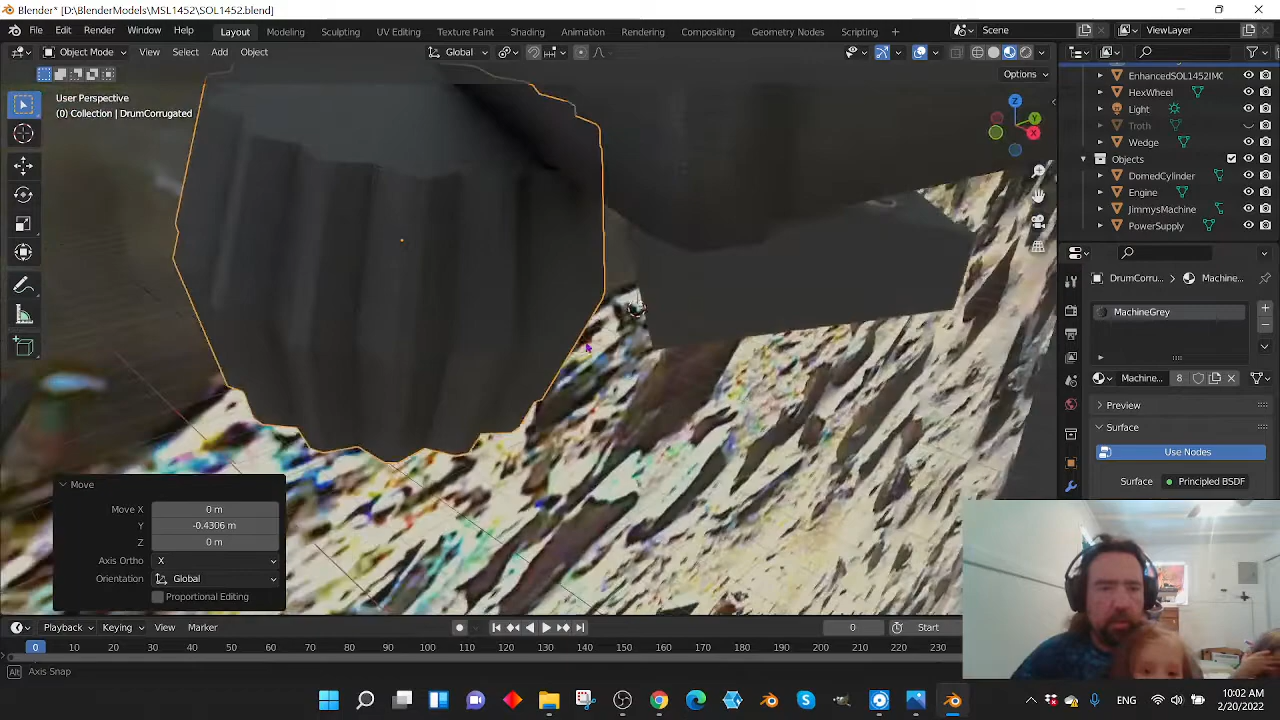 Blender* [D:\BlenderModels\MSL1452\SOL1452.blend]
File Edit Render Window Help Layout Modeling Sculpting UV Editing Texture Paint Shading Animation Rendering Compositing Geometry Nodes Scripting + Scene ViewLayer
Object Mode View Select Add Object Global
Options
User Perspective
(0) Collection | DrumCorrugated
Z
Y
X
EnhancedSOL1452IMC
HexWheel
Light
Troth
Wedge
Objects
DomedCylinder
Engine
JimmysMachine
PowerSupply
DrumCorru... Machine...
MachineGrey
Machine... 8
Preview
Surface
Use Nodes
Surface Principled BSDF
Move
Move X 0 m
Y -0.4306 m
Z 0 m
Axis Ortho X
Orientation Global
Proportional Editing
Playback Keying View Marker 0 Start
0 10 20 30 40 50 60 70 80 90 100 110 120 130 140 150 160 170 180 190 200 210 220 230
Alt Axis Snap
ENG 10:02 AM
2/20/2022